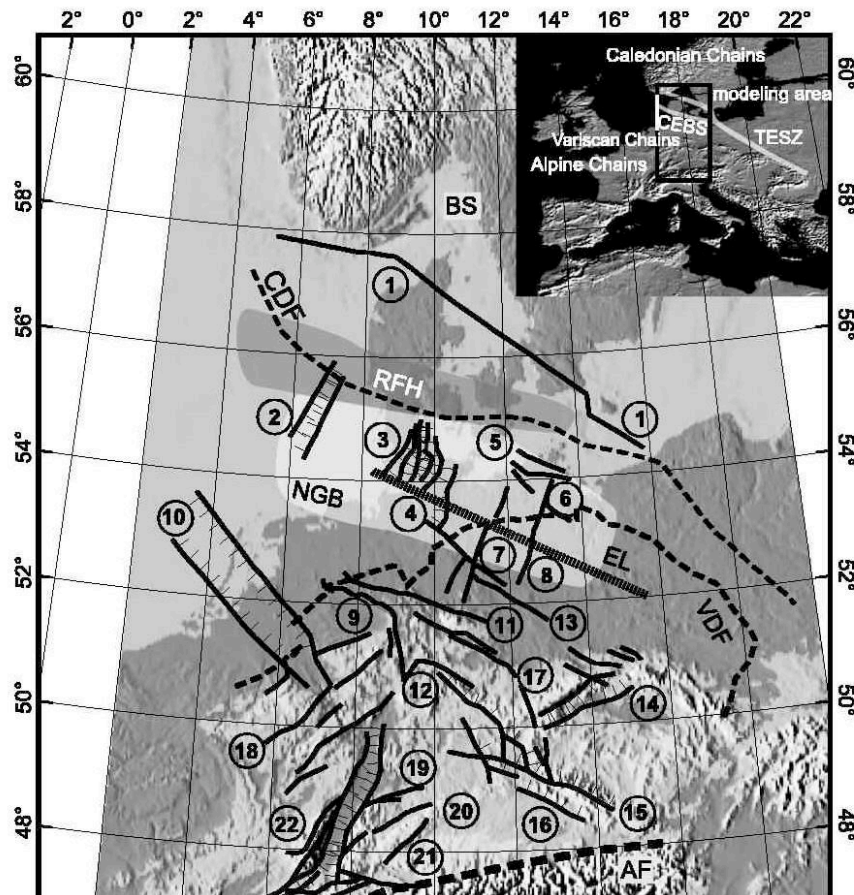 2° 0° 2° 4° 6° 8° 10° 12° 14° 16° 18° 20° 22°
60° 60°
Caledonian Chains
modeling area
CEBS
TESZ
Variscan Chains
Alpine Chains
58° 58°
BS
1
CDF
56° 56°
RFH
2
1
54° 54°
3
5
NGB
6
10
4
7
EL
8
52° 52°
VDF
9
11
13
17
12
14
50° 50°
18
19
15
22
20
16
48° 48°
21
AF